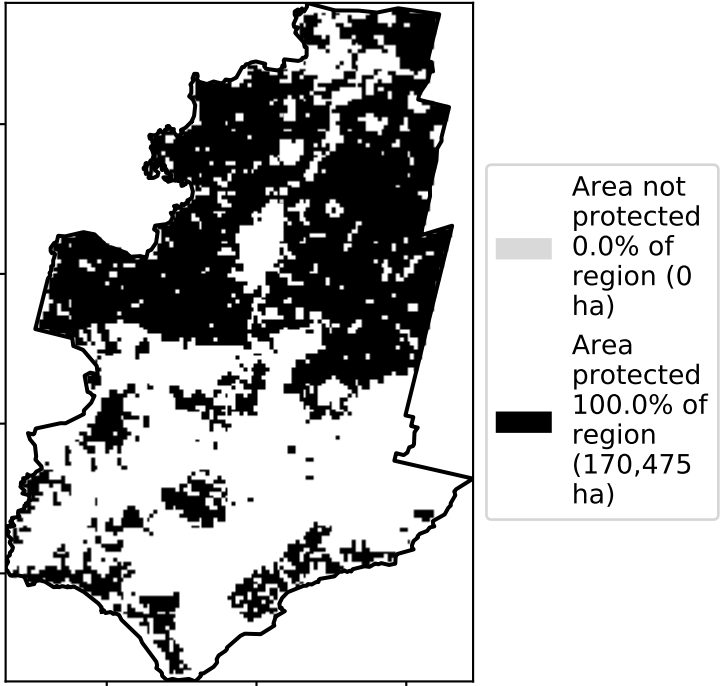 Area not
protected
0.0% of
region (0
ha)
Area
protected
100.0% of
region
(170,475
ha)